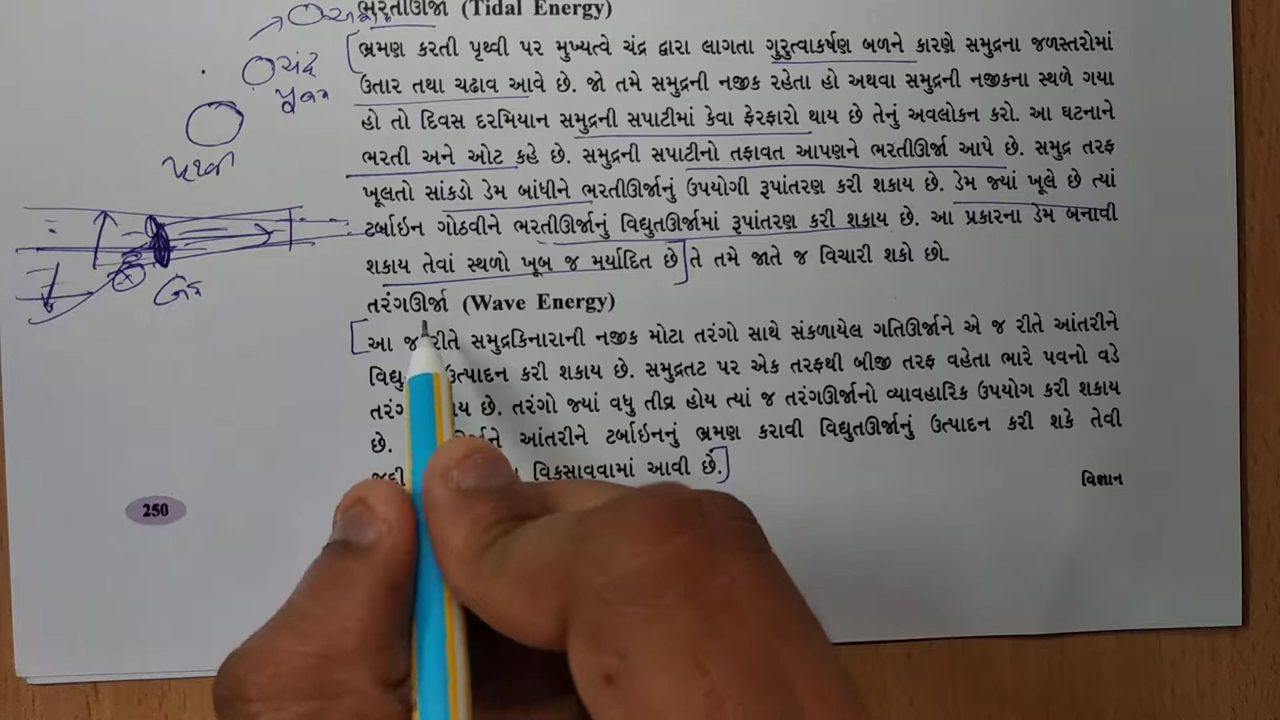 ભરતીઊર્જા (Tidal Energy)
ભ્રમણ કરતી પૃથ્વી પર મુખ્યત્વે ચંદ્ર દ્વારા લાગતા ગુરુત્વાકર્ષણ બળને કારણે સમુદ્રના જળસ્તરોમાં
ચંદ્ર
ઉતાર તથા ચઢાવ આવે છે. જો તમે સમુદ્રની નજીક રહેતા હો અથવા સમુદ્રની નજીકના સ્થળે ગયા
હો તો દિવસ દરમિયાન સમુદ્રની સપાટીમાં કેવા ફેરફારો થાય છે તેનું અવલોકન કરો. આ ઘટનાને
ભરતી અને ઓટ કહે છે. સમુદ્રની સપાટીનો તફાવત આપણને ભરતીઊર્જા આપે છે. સમુદ્ર તરફ
પૃથ્વી
ખૂલતો સાંકડો ડેમ બાંધીને ભરતીઊર્જાનું ઉપયોગી રૂપાંતરણ કરી શકાય છે. ડેમ જ્યાં ખૂલે છે ત્યાં
ટર્બાઇન ગોઠવીને ભરતીઊર્જાનું વિદ્યુતઊર્જામાં રૂપાંતરણ કરી શકાય છે. આ પ્રકારના ડેમ બનાવી
શકાય તેવાં સ્થળો ખૂબ જ મર્યાદિત છે તે તમે જાતે જ વિચારી શકો છો.
તરંગઊર્જા (Wave Energy)
આ જ રીતે સમુદ્રકિનારાની નજીક મોટા તરંગો સાથે સંકળાયેલ ગતિઊર્જાને એ જ રીતે આંતરીને
ઉત્પાદન કરી શકાય છે. સમુદ્રતટ પર એક તરફથી બીજી તરફ વહેતા ભારે પવનો વડે
છે. તરંગો જ્યાં વધુ તીવ્ર હોય ત્યાં જ તરંગઊર્જાનો વ્યાવહારિક ઉપયોગ કરી શકાય
છે. આંતરીને ટર્બાઇનનું ભ્રમણ કરાવી વિદ્યુતઊર્જાનું ઉત્પાદન કરી શકે તેવી
વિકસાવવામાં આવી છે.
વિજ્ઞાન
250